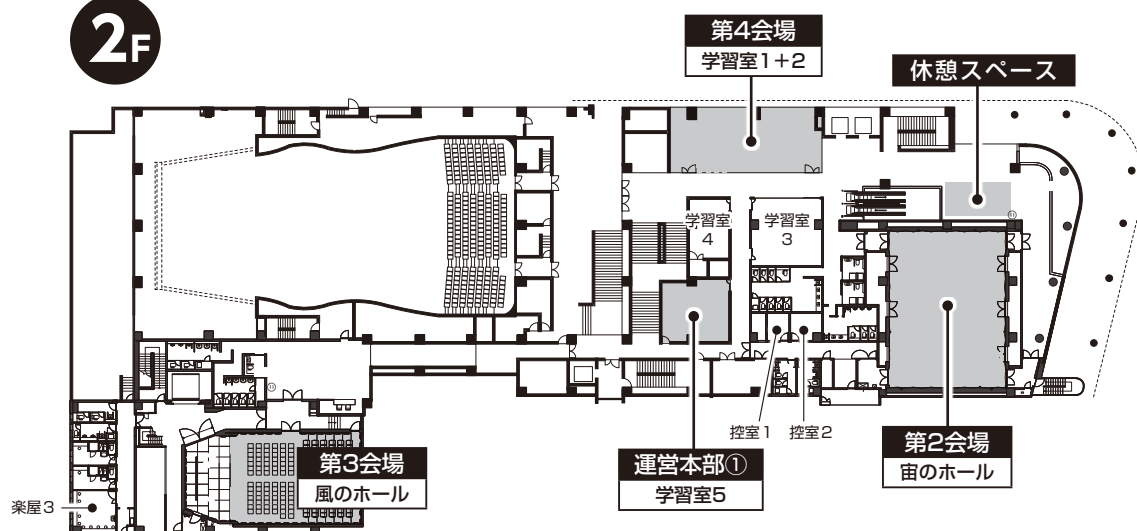 2F
第4会場
学習室1+2
休憩スペース
学習室
4
学習室
3
控室1
控室2
第3会場
風のホール
運営本部①
学習室5
第2会場
宙のホール
楽屋3